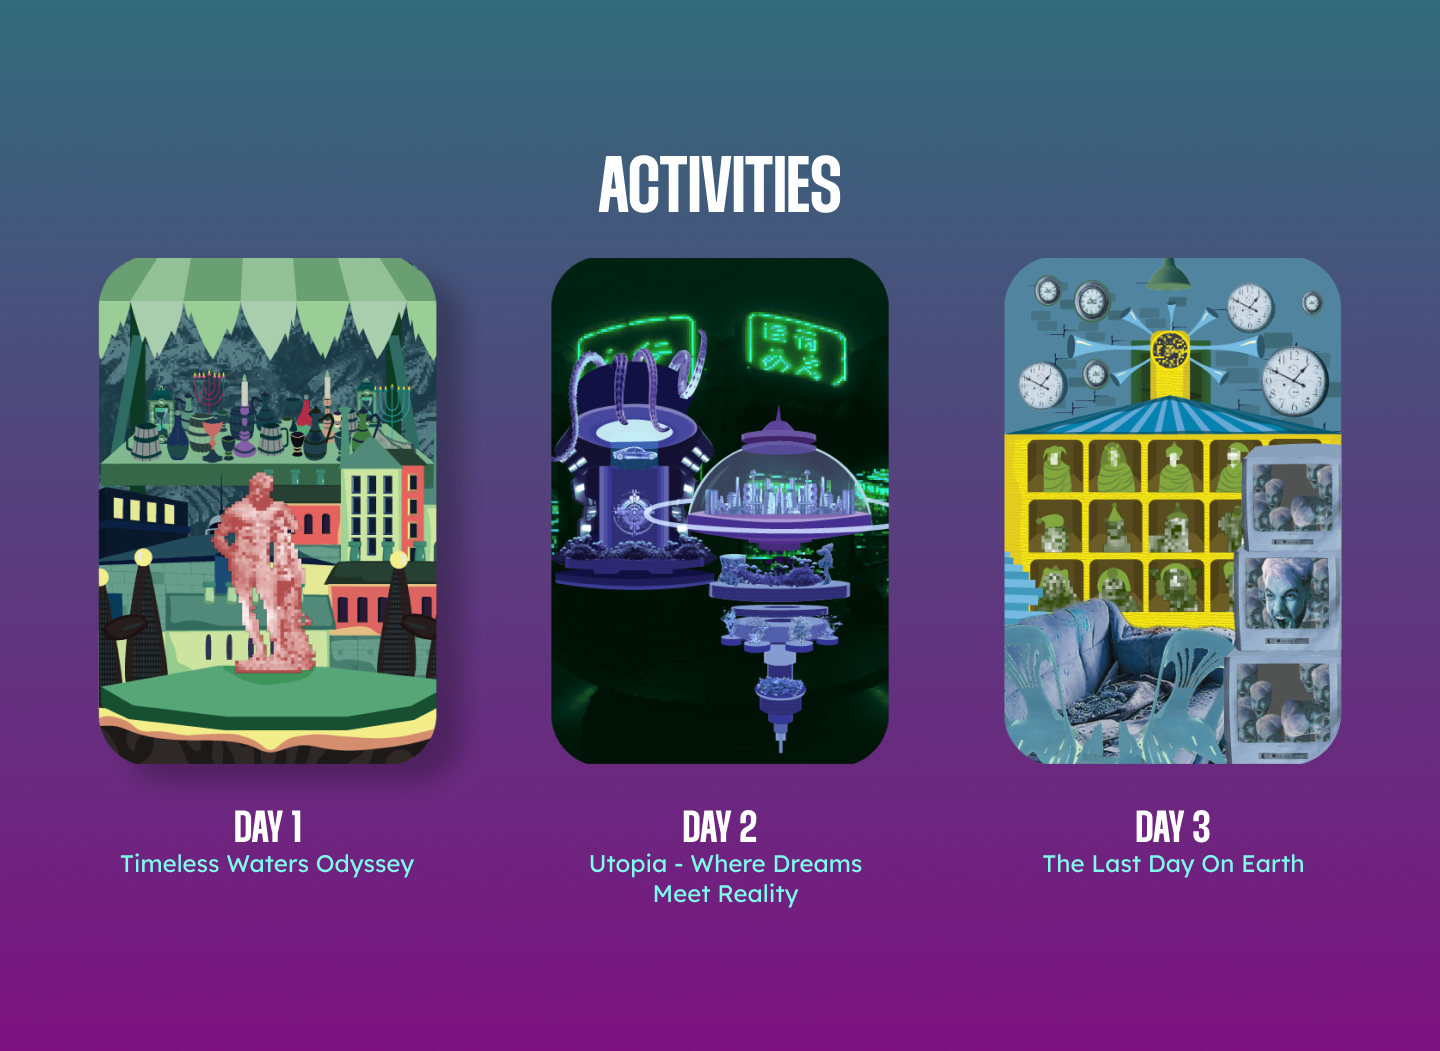 ACTIVITIES
DAY 1
Timeless Waters Odyssey
DAY 2
Utopia - Where Dreams
Meet Reality
DAY 3
The Last Day On Earth